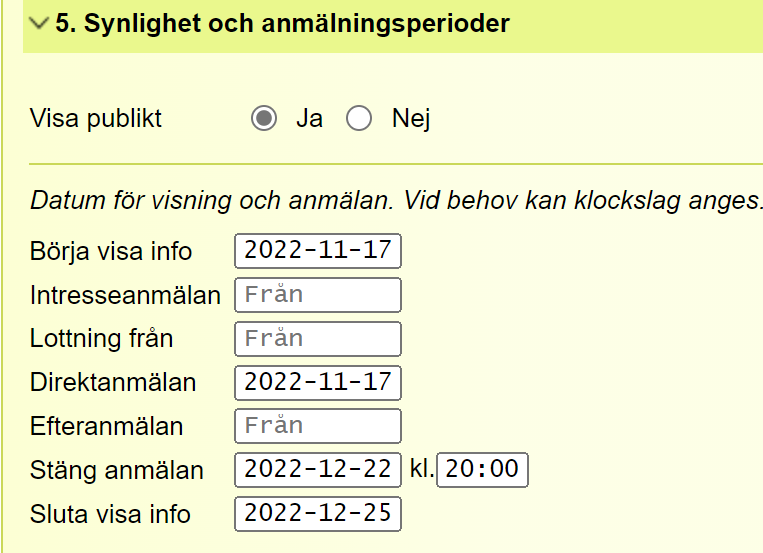 5. Synlighet och anmälningsperioder
Visa publikt Ja Nej
Datum för visning och anmälan. Vid behov kan klockslag anges.
Börja visa info 2022-11-17
Intresseanmälan Från
Lottning från Från
Direktanmälan 2022-11-17
Efteranmälan Från
Stäng anmälan 2022-12-22 kl. 20:00
Sluta visa info 2022-12-25